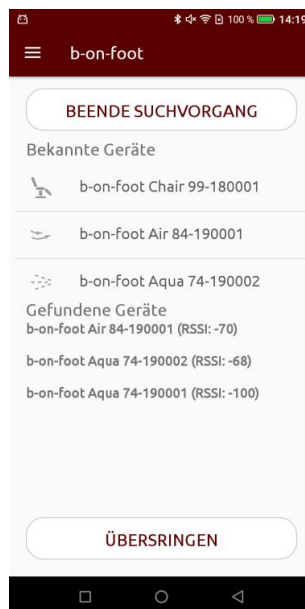 100 % 14:19
b-on-foot
BEENDE SUCHVORGANG
Bekannte Geräte
b-on-foot Chair 99-180001
b-on-foot Air 84-190001
b-on-foot Aqua 74-190002
Gefundene Geräte
b-on-foot Air 84-190001 (RSSI: -70)
b-on-foot Aqua 74-190002 (RSSI: -68)
b-on-foot Aqua 74-190001 (RSSI: -100)
ÜBERSRINGEN